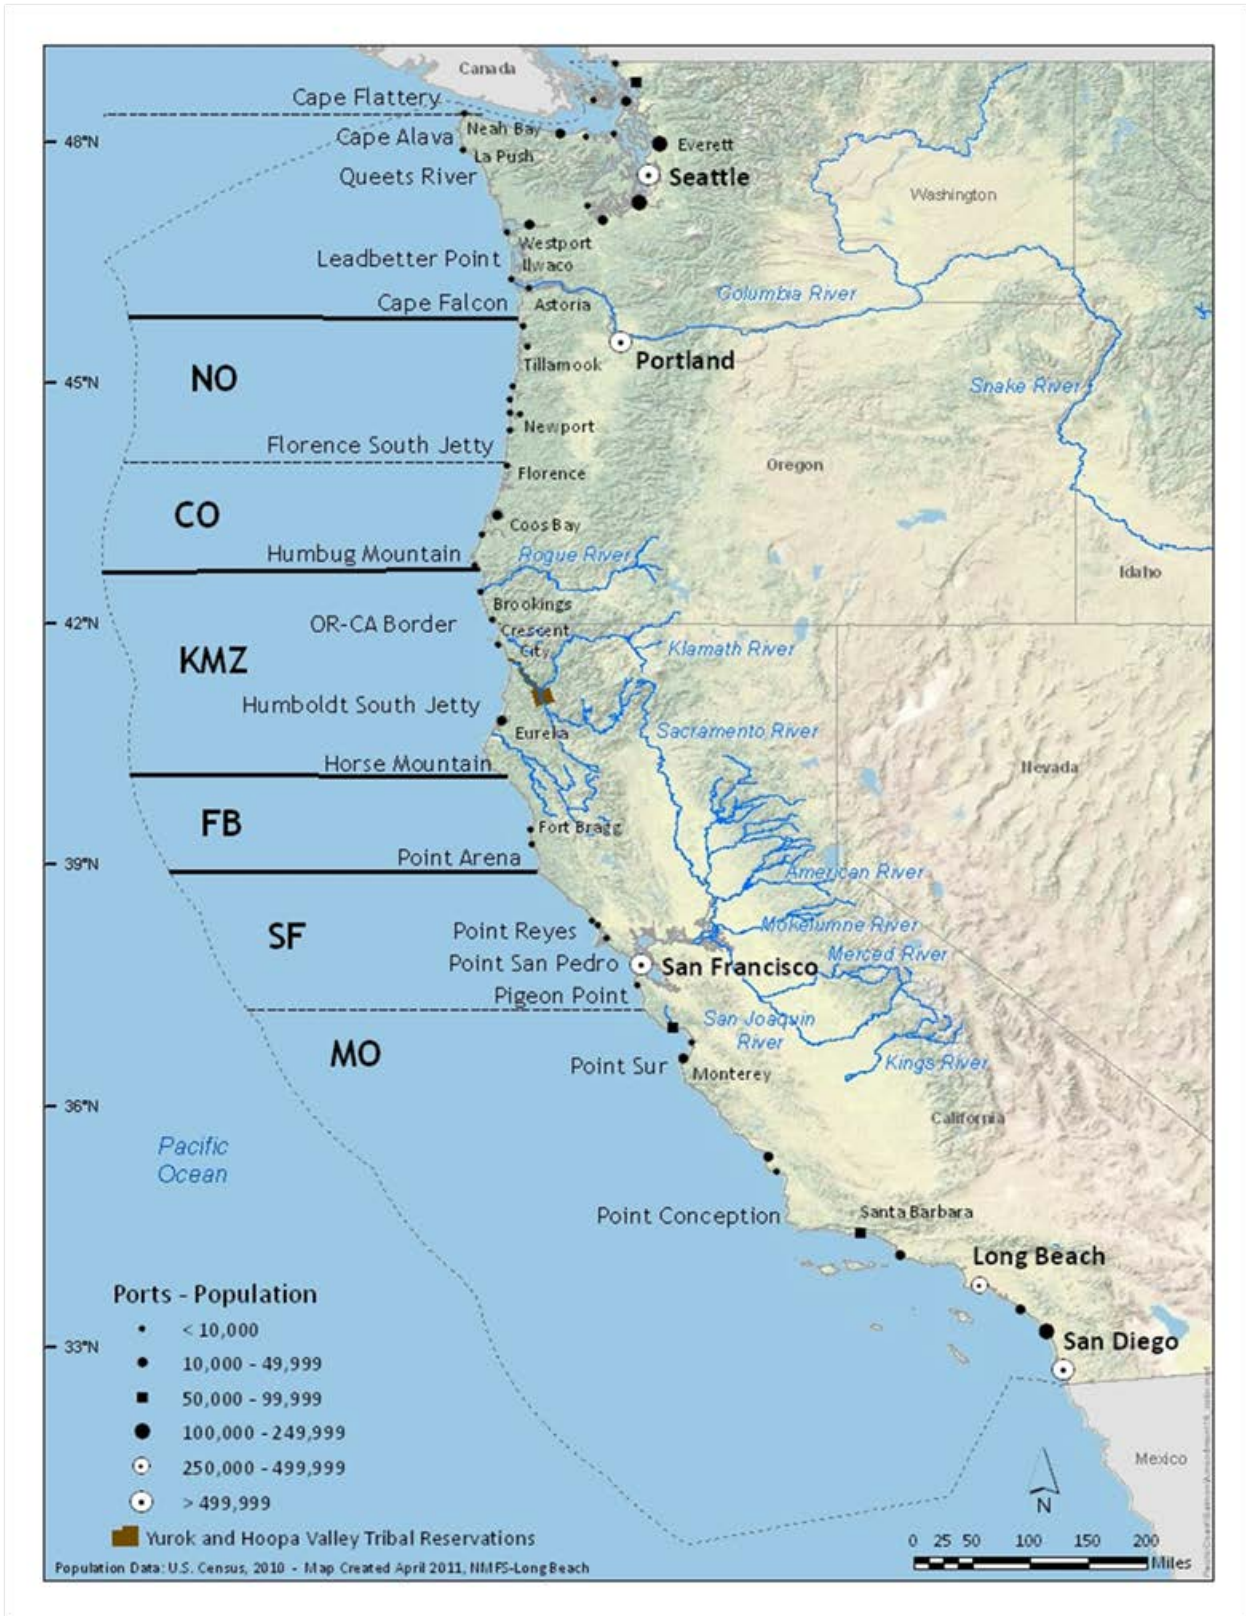 Canada
Cape Flattery
Cape Alava
Neah Bay
48°N
Everett
La Push
Queets River
Seattle
Washington
Westport
Leadbetter Point
Ilwaco
Columbia River
Cape Falcon
Astoria
Portland
Tillamook
45°N
NO
Snake River
Newport
Florence South Jetty
Oregon
Florence
CO
Coos Bay
Humbug Mountain
Rogue River
Idaho
Brookings
42°N
OR-CA Border
Crescent
City
Klamath River
KMZ
Humboldt South Jetty
Sacramento River
Eureka
Horse Mountain
Nevada
FB
Fort Bragg
Point Arena
39°N
American River
SF
Point Reyes
Mokelumne River
Merced River
Point San Pedro
San Francisco
Pigeon Point
San Joaquin
River
MO
Point Sur
Monterey
Kings River
36°N
California
Pacific
Ocean
Point Conception
Santa Barbara
Long Beach
Ports - Population
< 10,000
10,000 - 49,999
50,000 - 99,999
100,000 - 249,999
250,000 - 499,999
> 499,999
33°N
San Diego
Mexico
N
0 25 50 100 150 200
Miles
Yurok and Hoopa Valley Tribal Reservations
Population Data: U.S. Census, 2010 - Map Created April 2011, NMFS-Long Beach